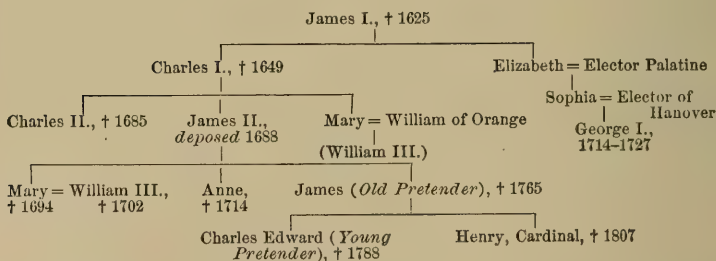 James I., † 1625
Charles I., † 1649 Elizabeth = Elector Palatine
Charles II., † 1685 James II., Mary = William of Orange Sophia = Elector of
deposed 1688 Hanover
(William III.) George I.,
1714–1727
Mary = William III., Anne, James (Old Pretender), † 1765
† 1694 † 1702 † 1714
Charles Edward (Young Henry, Cardinal, † 1807
Pretender), † 1788